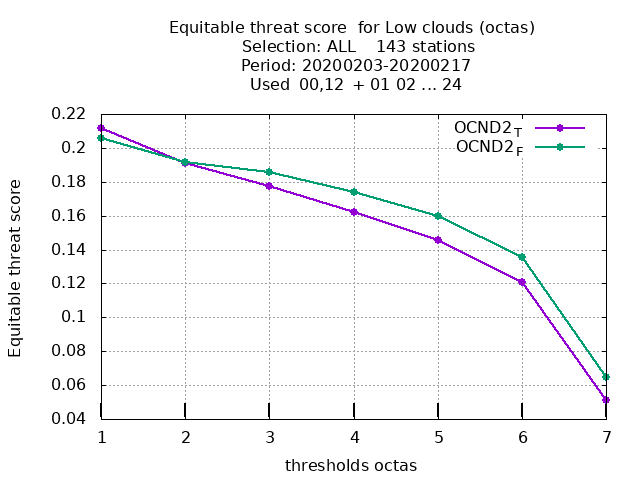 Equitable threat score  for Low clouds (octas)
Selection: ALL    143 stations
Period: 20200203-20200217
Used  00,12  + 01 02 ... 24
OCND2T
OCND2F
Equitable threat score
0.22
0.2
0.18
0.16
0.14
0.12
0.1
0.08
0.06
0.04
1 2 3 4 5 6 7
thresholds octas